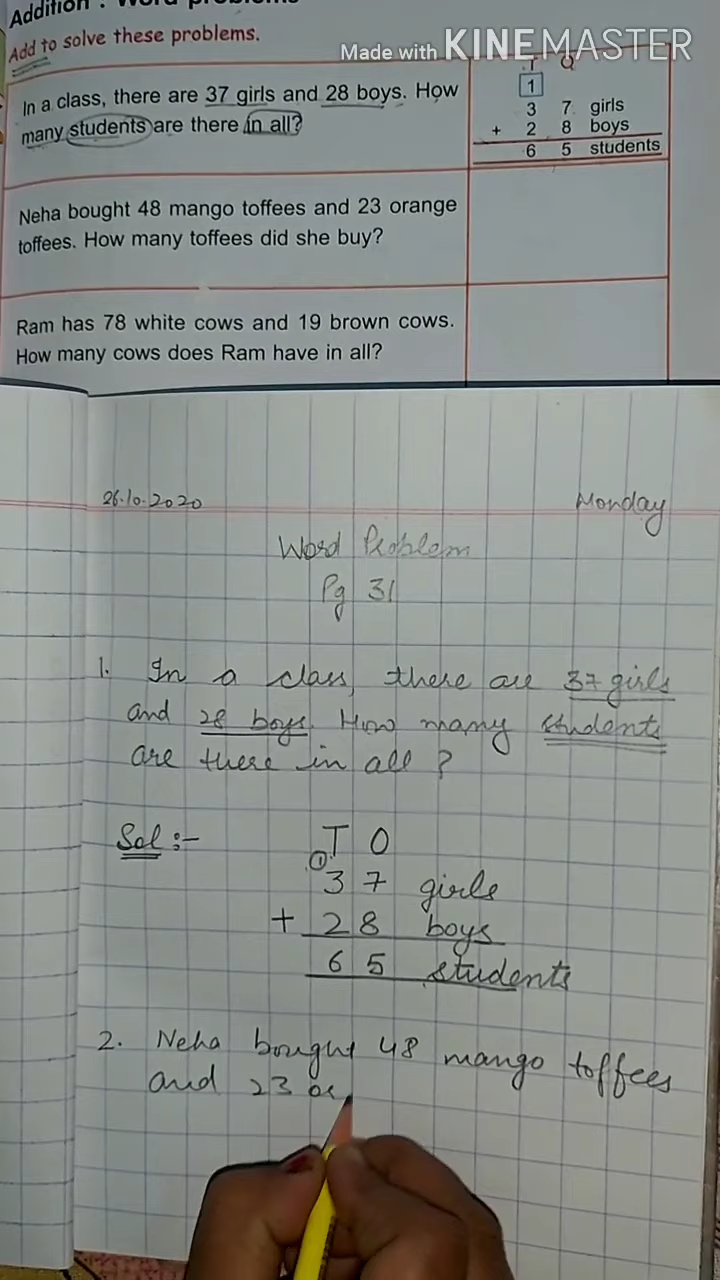 Addition : Word problems
Add to solve these problems.
Made with KINEMASTER
In a class, there are 37 girls and 28 boys. How
many students are there in all?
T O
1
3 7 girls
+ 2 8 boys
6 5 students
Neha bought 48 mango toffees and 23 orange
toffees. How many toffees did she buy?
Ram has 78 white cows and 19 brown cows.
How many cows does Ram have in all?
26.10.2020 Monday
Word Problem
Pg 31
1. In a class, there are 37 girls
and 28 boys. How many students
are there in all ?
Sol :-
T O
1
3 7 girls
+ 2 8 boys
6 5 students
2. Neha bought 48 mango toffees
and 23 or